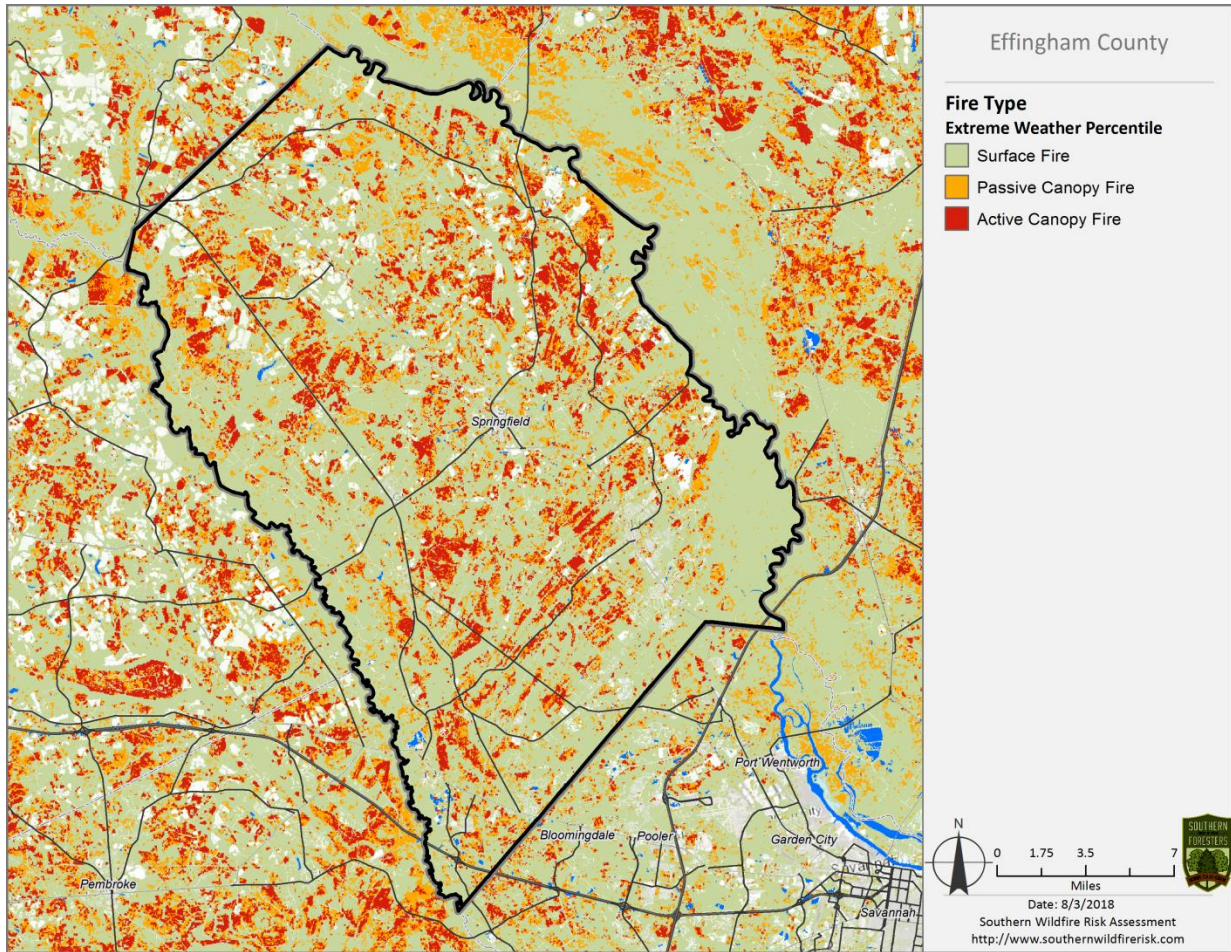 Effingham County
Fire Type
Extreme Weather Percentile
Surface Fire
Passive Canopy Fire
Active Canopy Fire
Springfield
Port Wentworth
Bloomingdale
Pooler
Garden City
Pembroke
Savannah
N
0 1.75 3.5 7
Miles
SOUTHERN
FORESTERS
Date: 8/3/2018
Southern Wildfire Risk Assessment
http://www.southernwildfirerisk.com